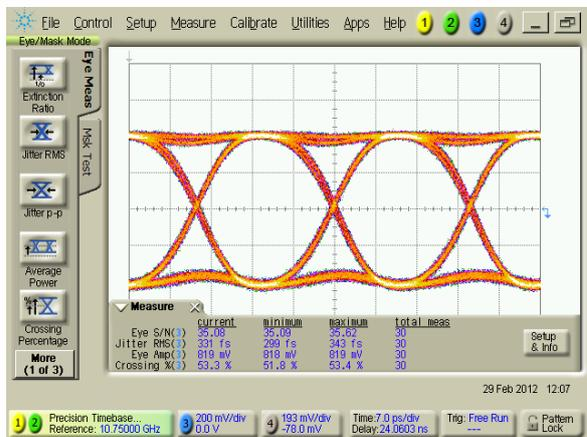 File Control Setup Measure Calibrate Utilities Apps Help 1 2 3 4
Eye/Mask Mode
Eye Meas
Msk Test
Extinction
Ratio
Jitter RMS
Jitter p-p
Average
Power
Crossing
Percentage
More
(1 of 3)
Measure
current minimum maximum total meas
Eye S/N(3) 35.08 35.09 35.62 30
Jitter RMS(3) 331 fs 299 fs 343 fs 30
Eye Amp(3) 819 mV 818 mV 819 mV 30
Crossing %(3) 53.3 % 51.8 % 53.4 % 30
Setup
& Info
29 Feb 2012 12:07
1 2 Precision Timebase...
Reference: 10.75000 GHz
3 200 mV/div
0.0 V
4 193 mV/div
-78.0 mV
Time:7.0 ps/div
Delay:24.0603 ns
Trig: Free Run
---
Pattern
Lock